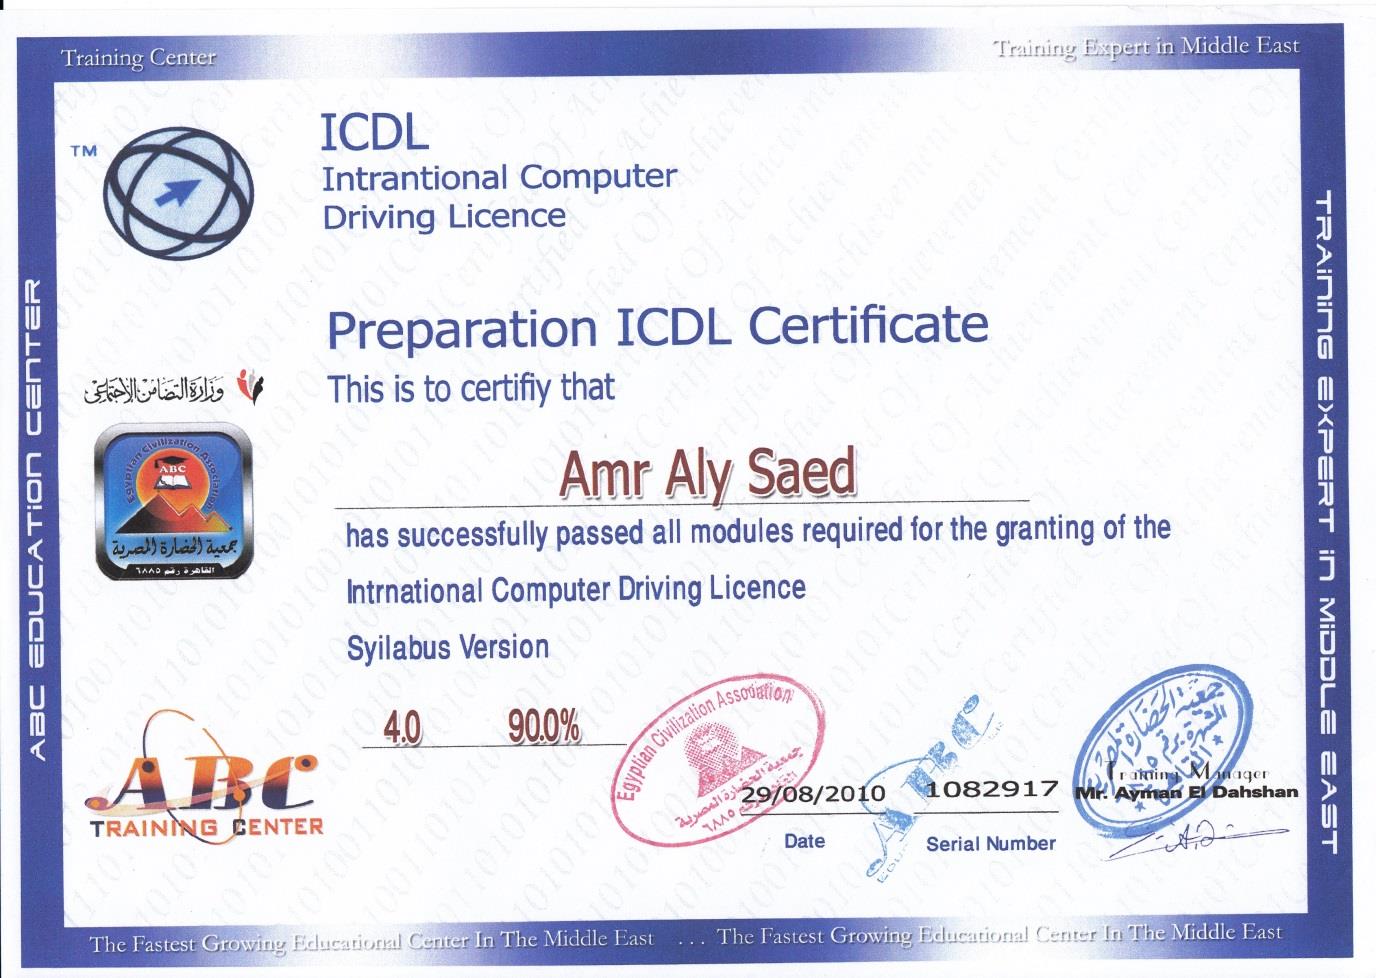 Training Center
Training Expert in Middle East
TM
ICDL
Intrantional Computer
Driving Licence
Preparation ICDL Certificate
This is to certifiy that
وزارة التضامن الاجتماعى
Egyptian Civilization Association
ABC
جمعية الحضارة المصرية
القاهرة رقم ٦٨٨٥
Amr Aly Saed
has successfully passed all modules required for the granting of the
Intrnational Computer Driving Licence
Syilabus Version
4.0 90.0%
ABC
TRAINING CENTER
Egyptian Civilization Association
جمعية الحضارة المصرية
٦٨٨٥
29/08/2010
Date
ABC
1082917
Serial Number
جمعية الحضارة المصرية
Training Manager
Mr. Ayman El Dahshan
ABC EDUCATION CENTER
TRAINING EXPERT IN MIDDLE EAST
The Fastest Growing Educational Center In The Middle East ... The Fastest Growing Educational Center In The Middle East